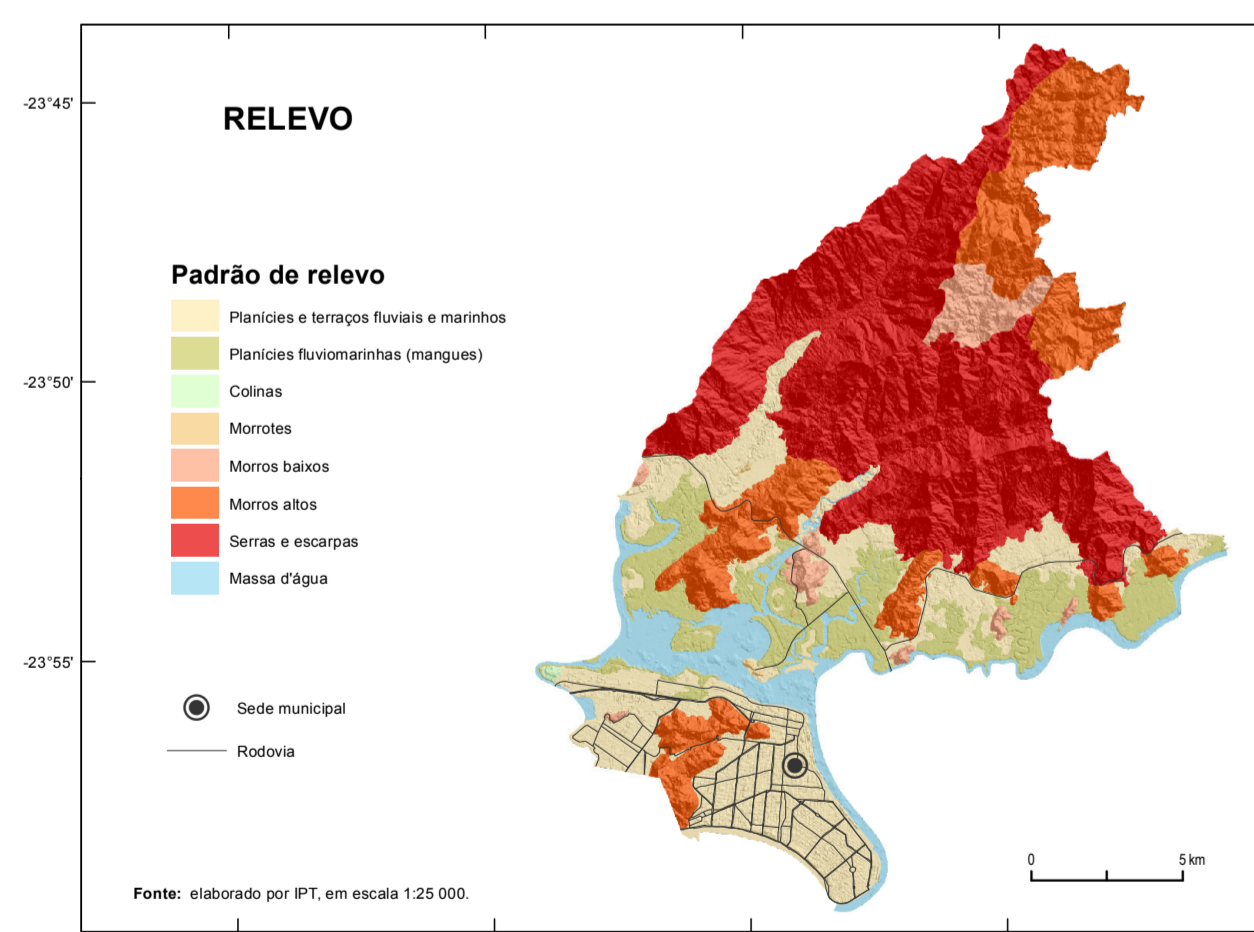 RELEVO
-23°45'
-23°50'
-23°55'
Padrão de relevo
Planícies e terraços fluviais e marinhos
Planícies fluviomarinhas (mangues)
Colinas
Morrotes
Morros baixos
Morros altos
Serras e escarpas
Massa d'água
Sede municipal
Rodovia
0 5 km
Fonte: elaborado por IPT, em escala 1:25 000.